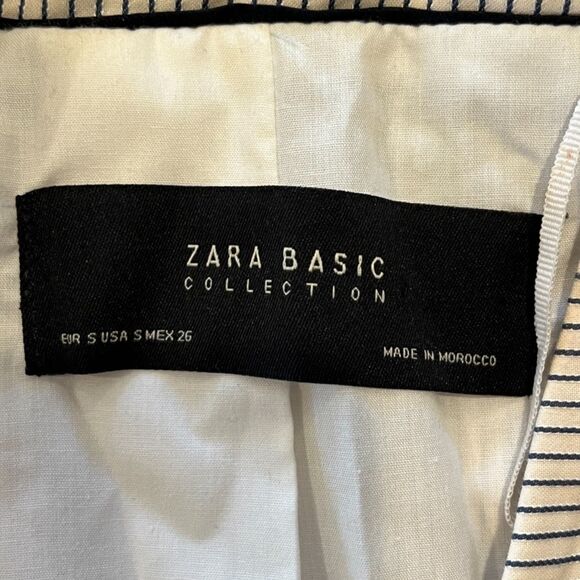 ZARA BASIC
COLLECTION
EUR S USA S MEX 26
MADE IN MOROCCO